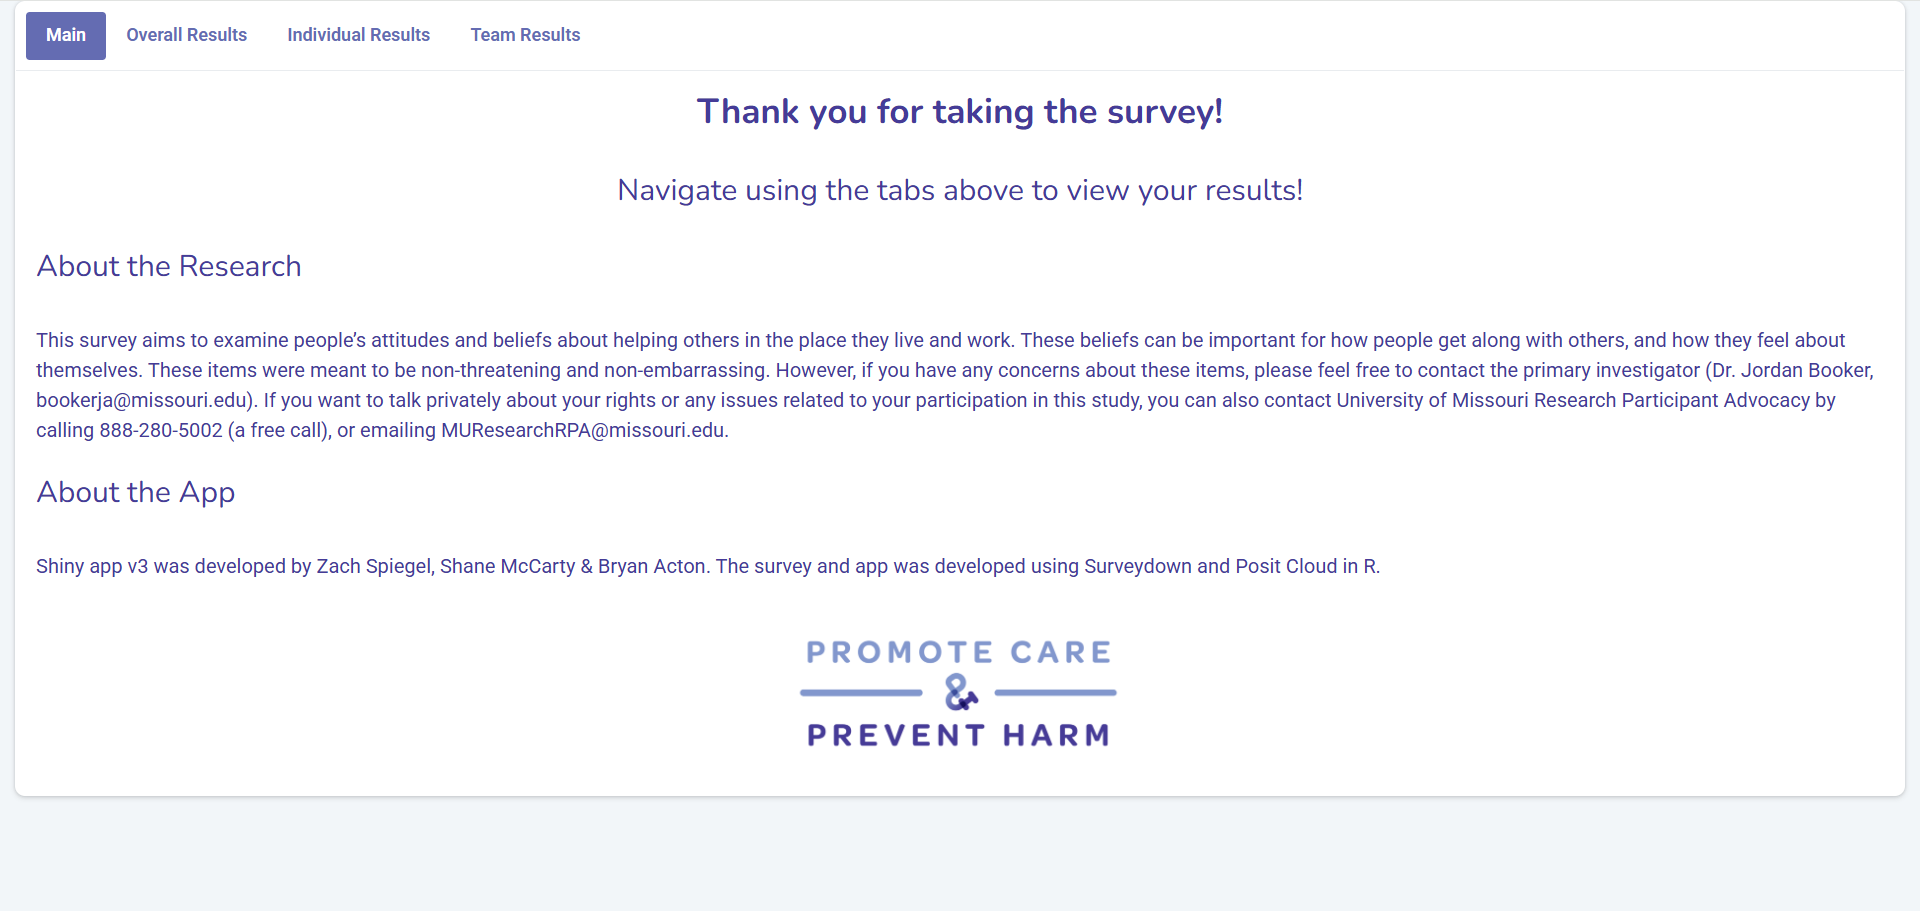 Main Overall Results Individual Results Team Results
Thank you for taking the survey!
Navigate using the tabs above to view your results!
About the Research
This survey aims to examine people’s attitudes and beliefs about helping others in the place they live and work. These beliefs can be important for how people get along with others, and how they feel about
themselves. These items were meant to be non-threatening and non-embarrassing. However, if you have any concerns about these items, please feel free to contact the primary investigator (Dr. Jordan Booker,
bookerja@missouri.edu). If you want to talk privately about your rights or any issues related to your participation in this study, you can also contact University of Missouri Research Participant Advocacy by
calling 888-280-5002 (a free call), or emailing MUResearchRPA@missouri.edu.
About the App
Shiny app v3 was developed by Zach Spiegel, Shane McCarty & Bryan Acton. The survey and app was developed using Surveydown and Posit Cloud in R.
PROMOTE CARE
&
PREVENT HARM